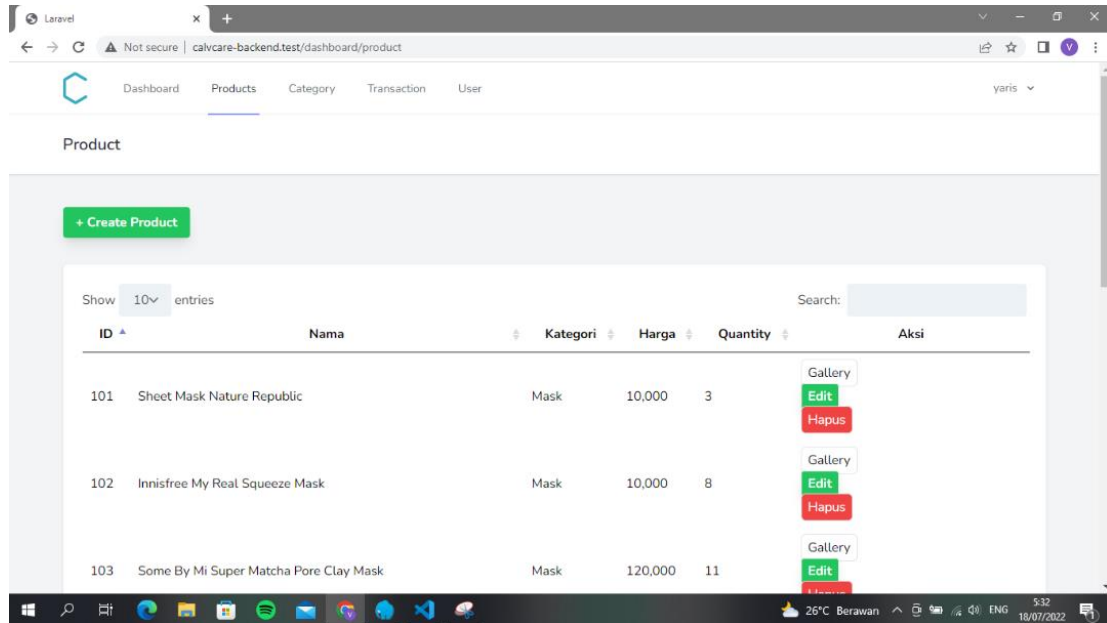 Laravel
Not secure | calvcare-backend.test/dashboard/product
V
Dashboard Products Category Transaction User yaris
Product
+ Create Product
Show 10 entries Search:
ID Nama Kategori Harga Quantity Aksi
Gallery
101 Sheet Mask Nature Republic Mask 10,000 3 Edit
Hapus
Gallery
102 Innisfree My Real Squeeze Mask Mask 10,000 8 Edit
Hapus
Gallery
103 Some By Mi Super Matcha Pore Clay Mask Mask 120,000 11 Edit
Hapus
26°C Berawan ENG 5:32
18/07/2022